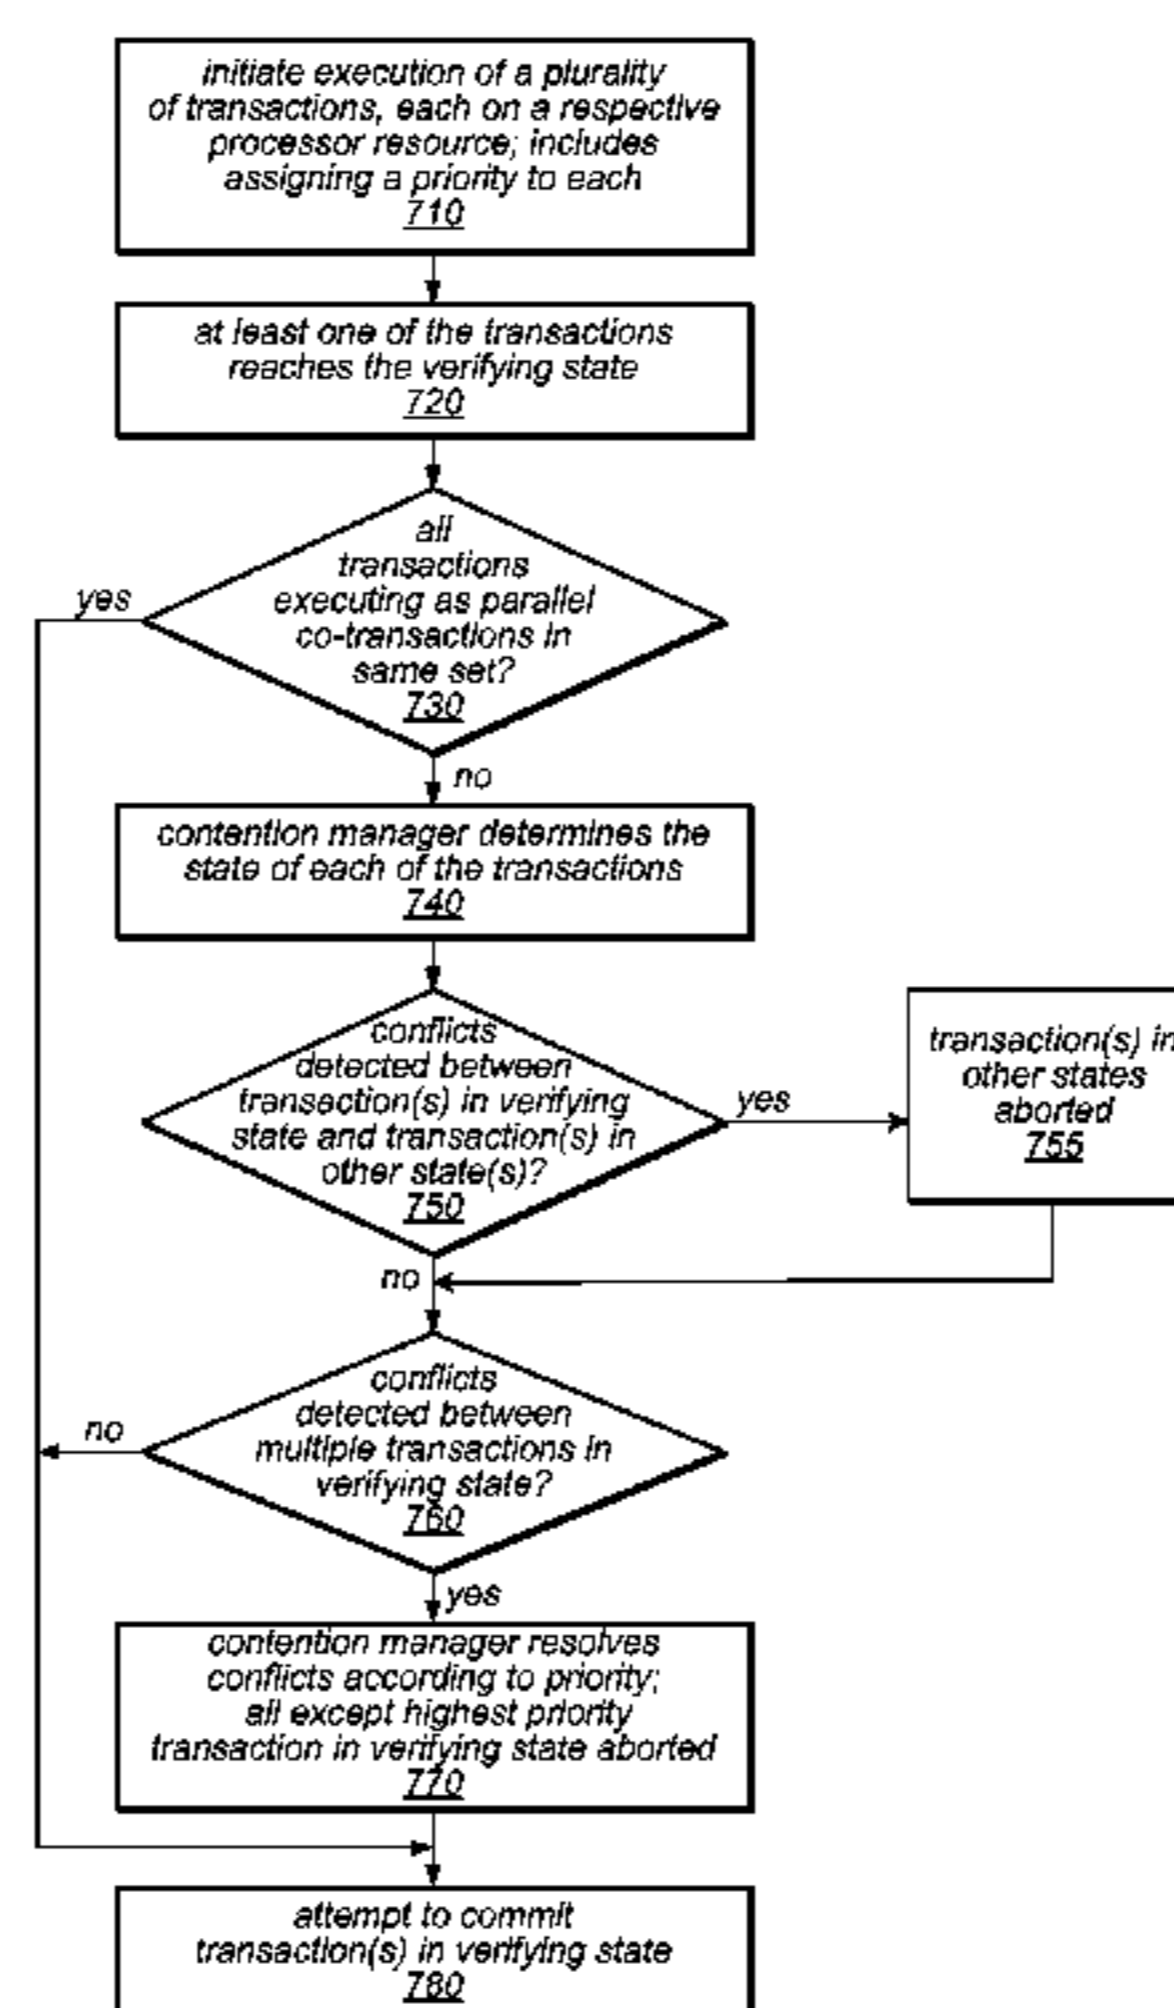 initiate execution of a plurality
of transactions, each on a respective
processor resource; includes
assigning a priority to each
710
at least one of the transactions
reaches the verifying state
720
all
transactions
executing as parallel
co-transactions in
same set?
730
yes
no
contention manager determines the
state of each of the transactions
740
conflicts
detected between
transaction(s) in verifying
state and transaction(s) in
other state(s)?
750
yes
transaction(s) in
other states
aborted
755
no
conflicts
detected between
multiple transactions in
verifying state?
760
no
yes
contention manager resolves
conflicts according to priority;
all except highest priority
transaction in verifying state aborted
770
attempt to commit
transaction(s) in verifying state
780